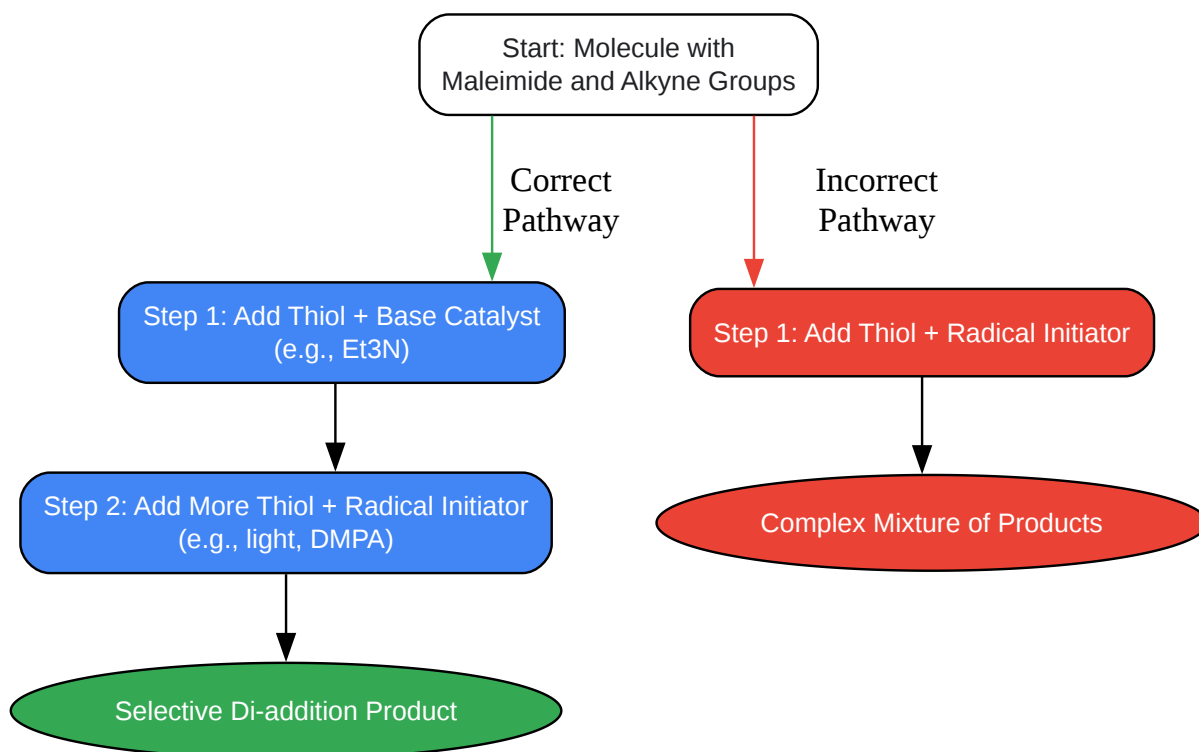 Start: Molecule with
Maleimide and Alkyne Groups
Correct
Pathway
Incorrect
Pathway
Step 1: Add Thiol + Base Catalyst
(e.g., Et3N)
Step 1: Add Thiol + Radical Initiator
Step 2: Add More Thiol + Radical Initiator
(e.g., light, DMPA)
Complex Mixture of Products
Selective Di-addition Product